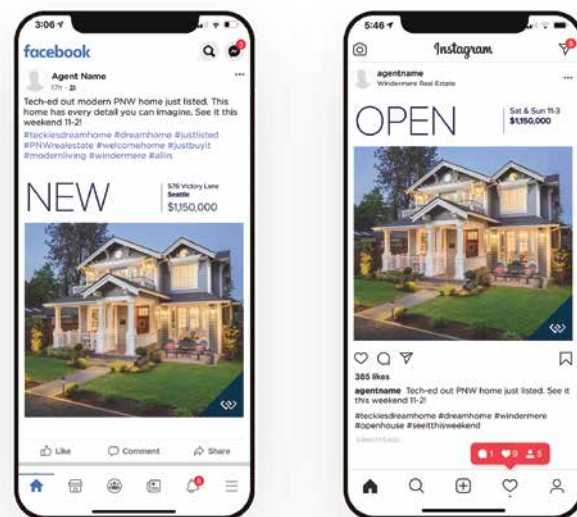 3:06
facebook
3
Agent Name
17h
Tech-ed out modern PNW home just listed. This
home has every detail you can imagine. See it this
weekend 11-2!
#teckiesdreamhome #dreamhome #justlisted
#PNWrealestate #welcomehome #justbuyit
#modernliving #windermere #allin
NEW
576 Victory Lane
Seattle
$1,150,000
Like
Comment
Share
5:46
Instagram
agentname
Windermere Real Estate
OPEN
Sat & Sun 11-3
$1,150,000
385 likes
agentname Tech-ed out PNW home just listed. See it
this weekend 11-2!
#teckiesdreamhome #dreamhome #windermere
#openhouse #seeitthisweekend
1 9 5